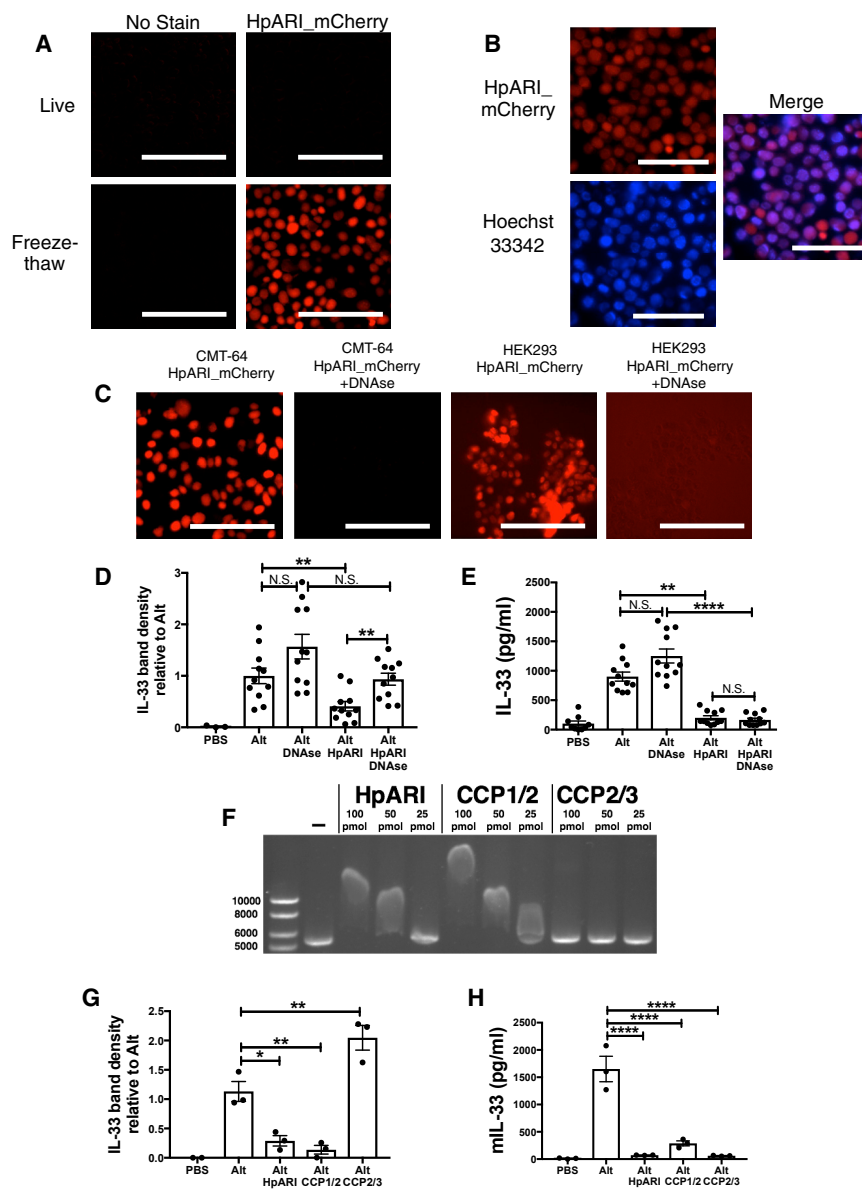 A
No Stain
HpARI_mCherry
Live
Freeze-
thaw
B
HpARI_
mCherry
Hoechst
33342
Merge
C
CMT-64
HpARI_mCherry
CMT-64
HpARI_mCherry
+DNAse
HEK293
HpARI_mCherry
HEK293
HpARI_mCherry
+DNAse
D
IL-33 band density
relative to Alt
3
2
1
0
**
N.S.
N.S.
**
PBS
Alt
Alt
DNAse
Alt
HpARI
Alt
HpARI
DNAse
E
IL-33 (pg/ml)
2500
2000
1500
1000
500
0
**
N.S.
****
N.S.
PBS
Alt
Alt
DNAse
Alt
HpARI
Alt
HpARI
DNAse
F
–
HpARI
CCP1/2
CCP2/3
100
pmol
50
pmol
25
pmol
100
pmol
50
pmol
25
pmol
100
pmol
50
pmol
25
pmol
10000
8000
6000
5000
G
IL-33 band density
relative to Alt
2.5
2.0
1.5
1.0
0.5
0.0
**
**
*
PBS
Alt
Alt
HpARI
Alt
CCP1/2
Alt
CCP2/3
H
mIL-33 (pg/ml)
2500
2000
1500
1000
500
0
****
****
****
PBS
Alt
Alt
HpARI
Alt
CCP1/2
Alt
CCP2/3